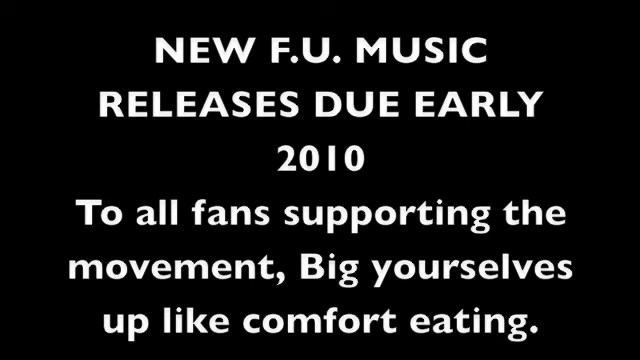 NEW F.U. MUSIC
RELEASES DUE EARLY
2010
To all fans supporting the
movement, Big yourselves
up like comfort eating.